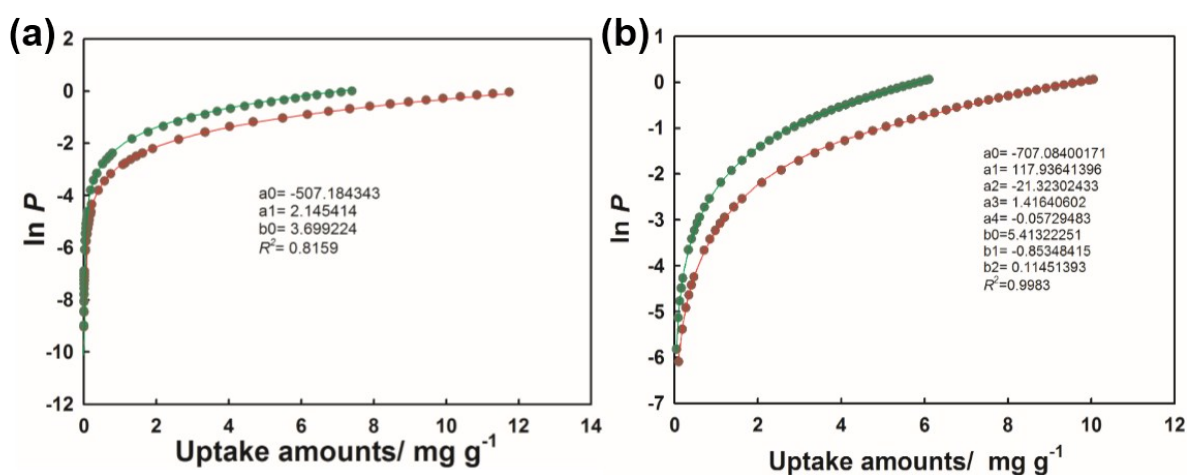 (a)
2
0
-2
-4
-6
-8
-10
-12
ln P
a0= -507.184343
a1= 2.145414
b0= 3.699224
R²= 0.8159
0 2 4 6 8 10 12 14
Uptake amounts/ mg g⁻¹
(b)
1
0
-1
-2
-3
-4
-5
-6
-7
ln P
a0= -707.08400171
a1= 117.93641396
a2= -21.32302433
a3= 1.41640602
a4= -0.05729483
b0=5.41322251
b1= -0.85348415
b2= 0.11451393
R²=0.9983
0 2 4 6 8 10 12
Uptake amounts/ mg g⁻¹